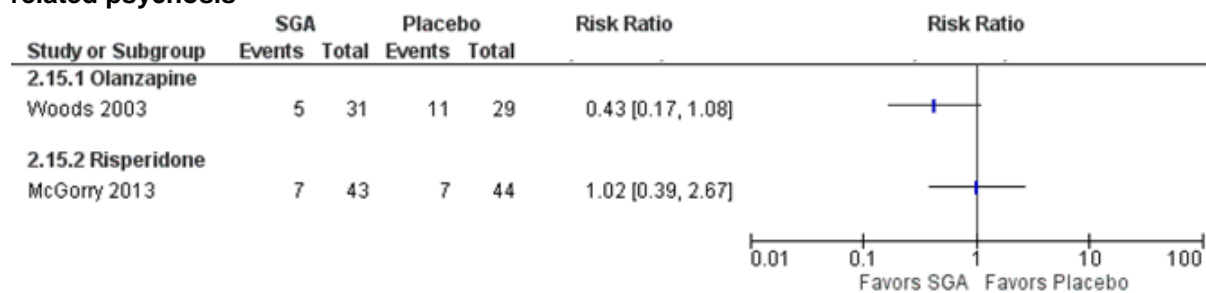 related psychosis
SGA Placebo Risk Ratio Risk Ratio
Study or Subgroup Events Total Events Total
2.15.1 Olanzapine
Woods 2003 5 31 11 29 0.43 [0.17, 1.08]
2.15.2 Risperidone
McGorry 2013 7 43 7 44 1.02 [0.39, 2.67]
0.01 0.1 1 10 100
Favors SGA Favors Placebo